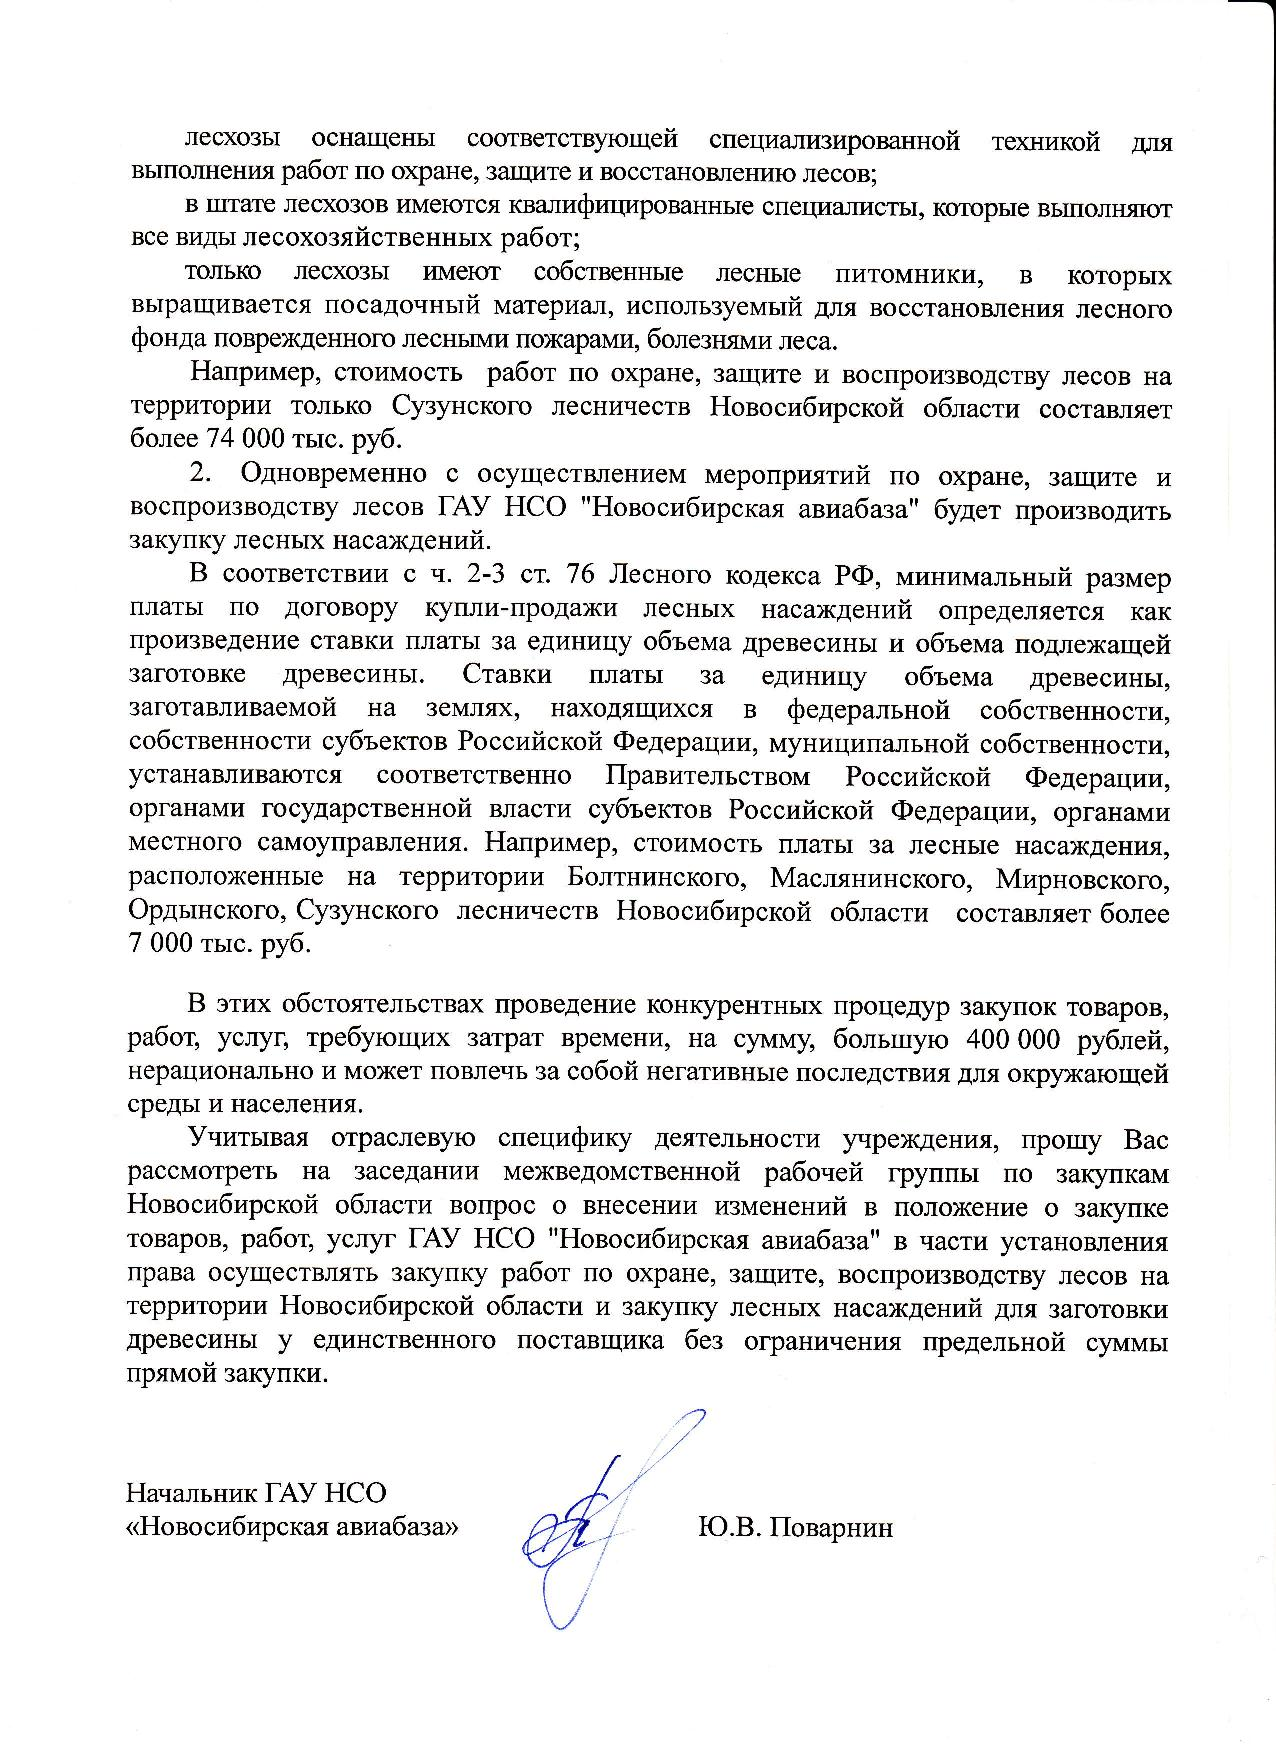 лесхозы оснащены соответствующей специализированной техникой для
выполнения работ по охране, защите и восстановлению лесов;
в штате лесхозов имеются квалифицированные специалисты, которые выполняют
все виды лесохозяйственных работ;
только лесхозы имеют собственные лесные питомники, в которых
выращивается посадочный материал, используемый для восстановления лесного
фонда поврежденного лесными пожарами, болезнями леса.
Например, стоимость работ по охране, защите и воспроизводству лесов на
территории только Сузунского лесничеств Новосибирской области составляет
более 74 000 тыс. руб.
2. Одновременно с осуществлением мероприятий по охране, защите и
воспроизводству лесов ГАУ НСО "Новосибирская авиабаза" будет производить
закупку лесных насаждений.
В соответствии с ч. 2-3 ст. 76 Лесного кодекса РФ, минимальный размер
платы по договору купли-продажи лесных насаждений определяется как
произведение ставки платы за единицу объема древесины и объема подлежащей
заготовке древесины. Ставки платы за единицу объема древесины,
заготавливаемой на землях, находящихся в федеральной собственности,
собственности субъектов Российской Федерации, муниципальной собственности,
устанавливаются соответственно Правительством Российской Федерации,
органами государственной власти субъектов Российской Федерации, органами
местного самоуправления. Например, стоимость платы за лесные насаждения,
расположенные на территории Болтнинского, Маслянинского, Мирновского,
Ордынского, Сузунского лесничеств Новосибирской области составляет более
7 000 тыс. руб.
В этих обстоятельствах проведение конкурентных процедур закупок товаров,
работ, услуг, требующих затрат времени, на сумму, большую 400 000 рублей,
нерационально и может повлечь за собой негативные последствия для окружающей
среды и населения.
Учитывая отраслевую специфику деятельности учреждения, прошу Вас
рассмотреть на заседании межведомственной рабочей группы по закупкам
Новосибирской области вопрос о внесении изменений в положение о закупке
товаров, работ, услуг ГАУ НСО "Новосибирская авиабаза" в части установления
права осуществлять закупку работ по охране, защите, воспроизводству лесов на
территории Новосибирской области и закупку лесных насаждений для заготовки
древесины у единственного поставщика без ограничения предельной суммы
прямой закупки.
Начальник ГАУ НСО
«Новосибирская авиабаза» Ю.В. Поварнин